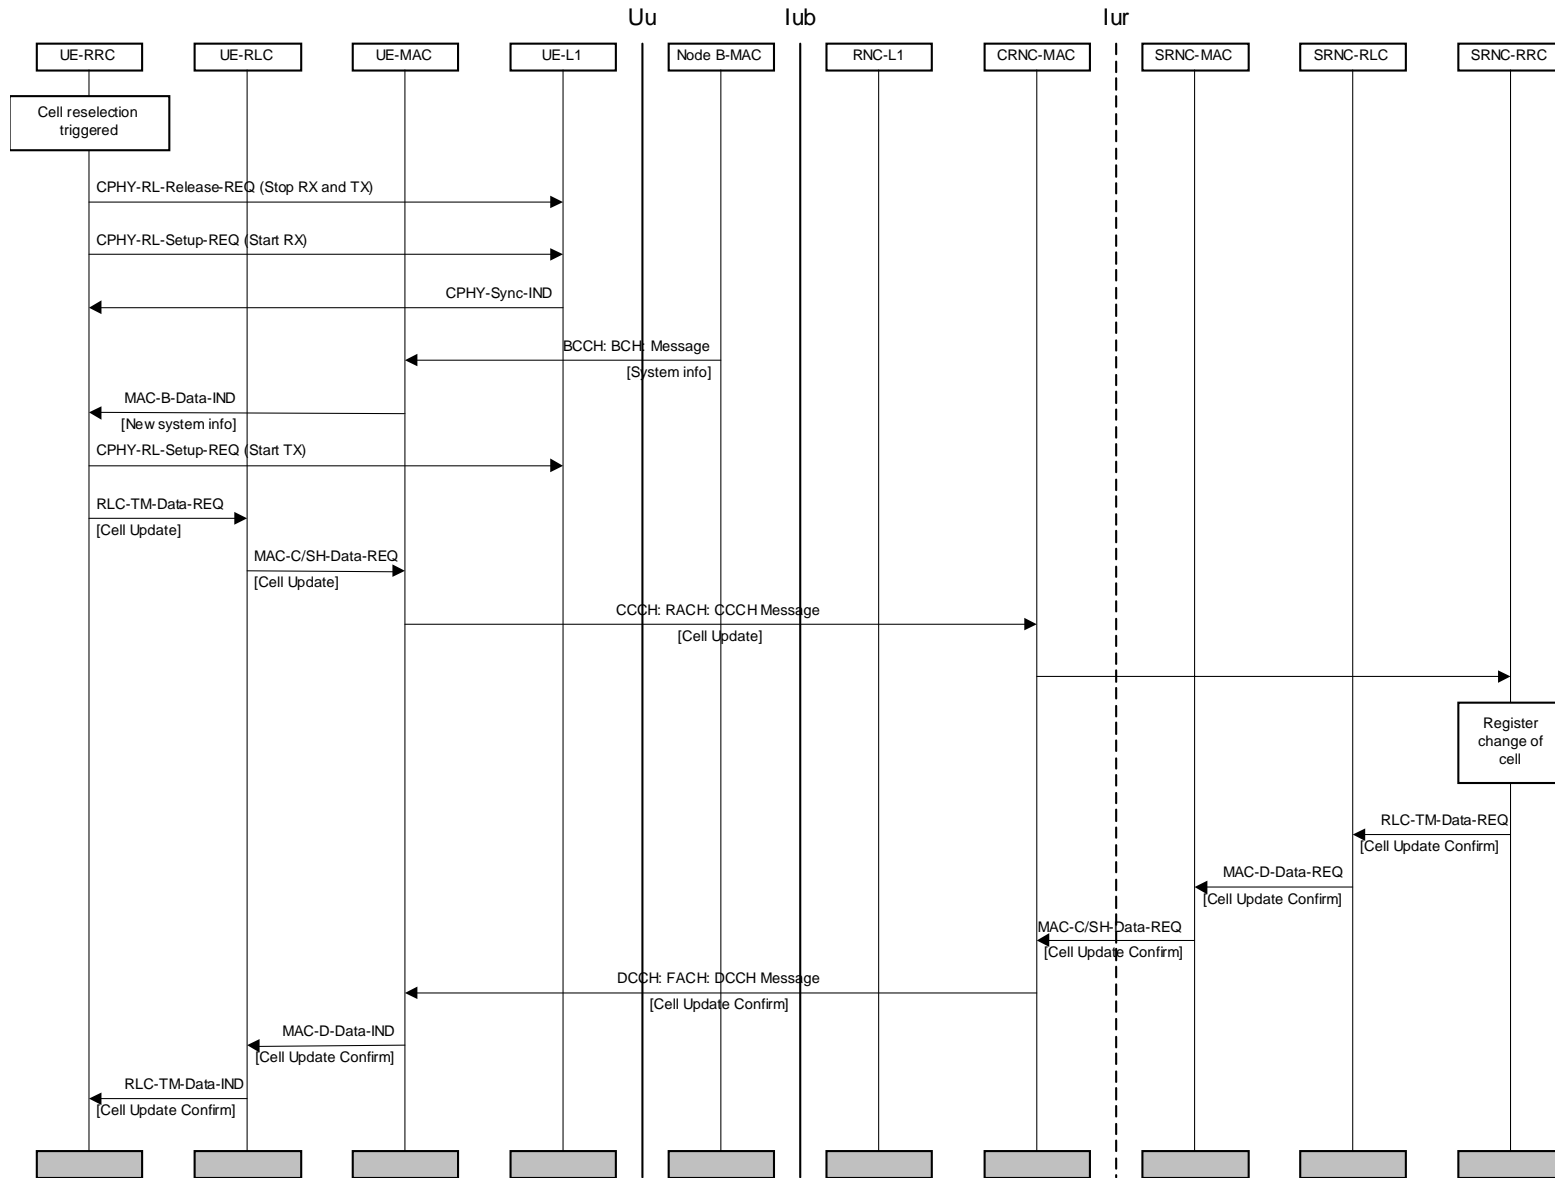 Uu
Iub
Iur
UE-RRC
UE-RLC
UE-MAC
UE-L1
Node B-MAC
RNC-L1
CRNC-MAC
SRNC-MAC
SRNC-RLC
SRNC-RRC
Cell reselection
triggered
CPHY-RL-Release-REQ (Stop RX and TX)
CPHY-RL-Setup-REQ (Start RX)
CPHY-Sync-IND
BCCH: BCH: Message
[System info]
MAC-B-Data-IND
[New system info]
CPHY-RL-Setup-REQ (Start TX)
RLC-TM-Data-REQ
[Cell Update]
MAC-C/SH-Data-REQ
[Cell Update]
CCCH: RACH: CCCH Message
[Cell Update]
Register
change of
cell
RLC-TM-Data-REQ
[Cell Update Confirm]
MAC-D-Data-REQ
[Cell Update Confirm]
MAC-C/SH-Data-REQ
[Cell Update Confirm]
DCCH: FACH: DCCH Message
[Cell Update Confirm]
MAC-D-Data-IND
[Cell Update Confirm]
RLC-TM-Data-IND
[Cell Update Confirm]